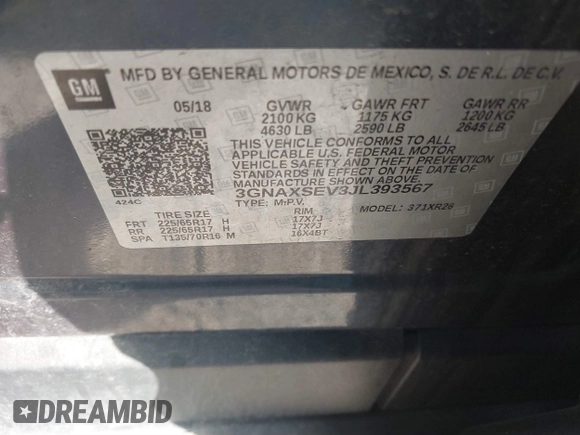 GM MFD BY GENERAL MOTORS DE MEXICO, S. DE R.L. DE C.V.
05/18 GVWR GAWR FRT GAWR RR
2100 KG 1175 KG 1200 KG
4630 LB 2590 LB 2645 LB
THIS VEHICLE CONFORMS TO ALL
APPLICABLE U.S. FEDERAL MOTOR
VEHICLE SAFETY AND THEFT PREVENTION
STANDARDS IN EFFECT ON THE DATE OF
MANUFACTURE SHOWN ABOVE.
424C 3GNAXSEV3JL393567
TYPE: M.P.V. MODEL: 371XR26
TIRE SIZE RIM
FRT 225/65R17 H 17X7J
RR 225/65R17 H 17X7J
SPA T135/70R16 M 16X4BT
DREAMBID